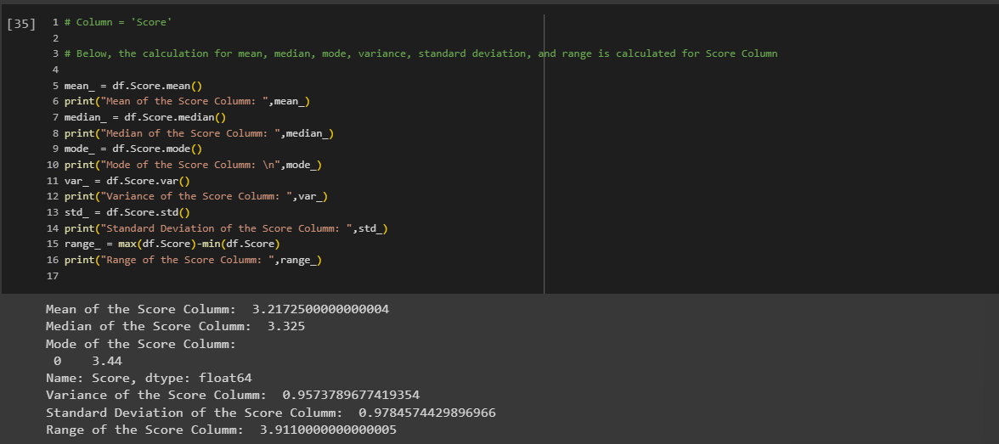 [35] 1 # Column = 'Score'
2
3 # Below, the calculation for mean, median, mode, variance, standard deviation, and range is calculated for Score Column
4
5 mean_ = df.Score.mean()
6 print("Mean of the Score Columm: ",mean_)
7 median_ = df.Score.median()
8 print("Median of the Score Columm: ",median_)
9 mode_ = df.Score.mode()
10 print("Mode of the Score Columm: \n",mode_)
11 var_ = df.Score.var()
12 print("Variance of the Score Columm: ",var_)
13 std_ = df.Score.std()
14 print("Standard Deviation of the Score Columm: ",std_)
15 range_ = max(df.Score)-min(df.Score)
16 print("Range of the Score Columm: ",range_)
17
Mean of the Score Columm:  3.2172500000000004
Median of the Score Columm:  3.325
Mode of the Score Columm:
0    3.44
Name: Score, dtype: float64
Variance of the Score Columm:  0.9573789677419354
Standard Deviation of the Score Columm:  0.9784574429896966
Range of the Score Columm:  3.9110000000000005